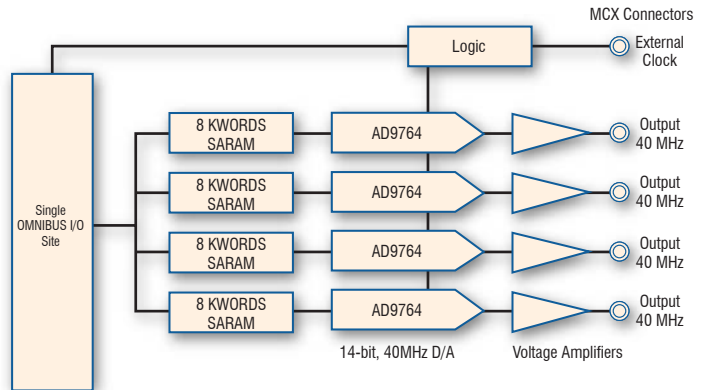 MCX Connectors
Logic
External
Clock
Single
OMNIBUS I/O
Site
8 KWORDS
SARAM
AD9764
Output
40 MHz
8 KWORDS
SARAM
AD9764
Output
40 MHz
8 KWORDS
SARAM
AD9764
Output
40 MHz
8 KWORDS
SARAM
AD9764
Output
40 MHz
14-bit, 40MHz D/A
Voltage Amplifiers